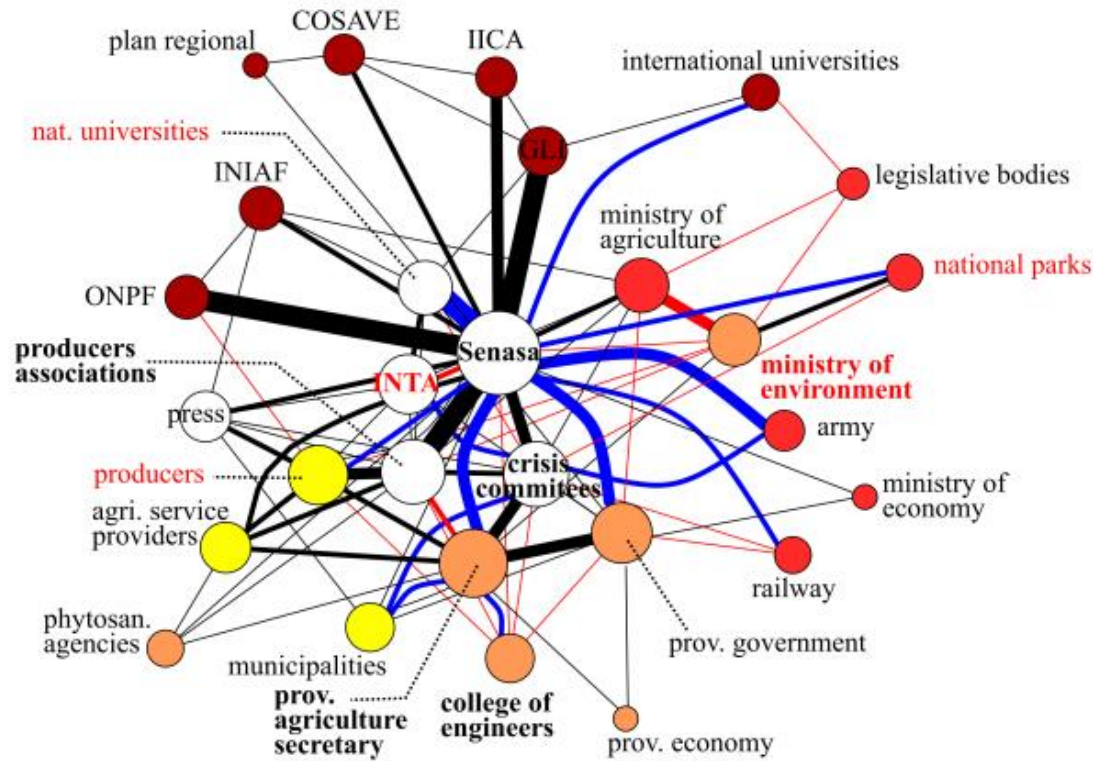 COSAVE
plan regional
IICA
international universities
nat. universities
GLI
legislative bodies
INIAF
ministry of
agriculture
national parks
ONPF
producers
associations
Senasa
ministry of
environment
INTA
press
army
producers
crisis
commitees
ministry of
economy
agri. service
providers
railway
phytosan.
agencies
prov. government
municipalities
prov.
agriculture
secretary
college of
engineers
prov. economy